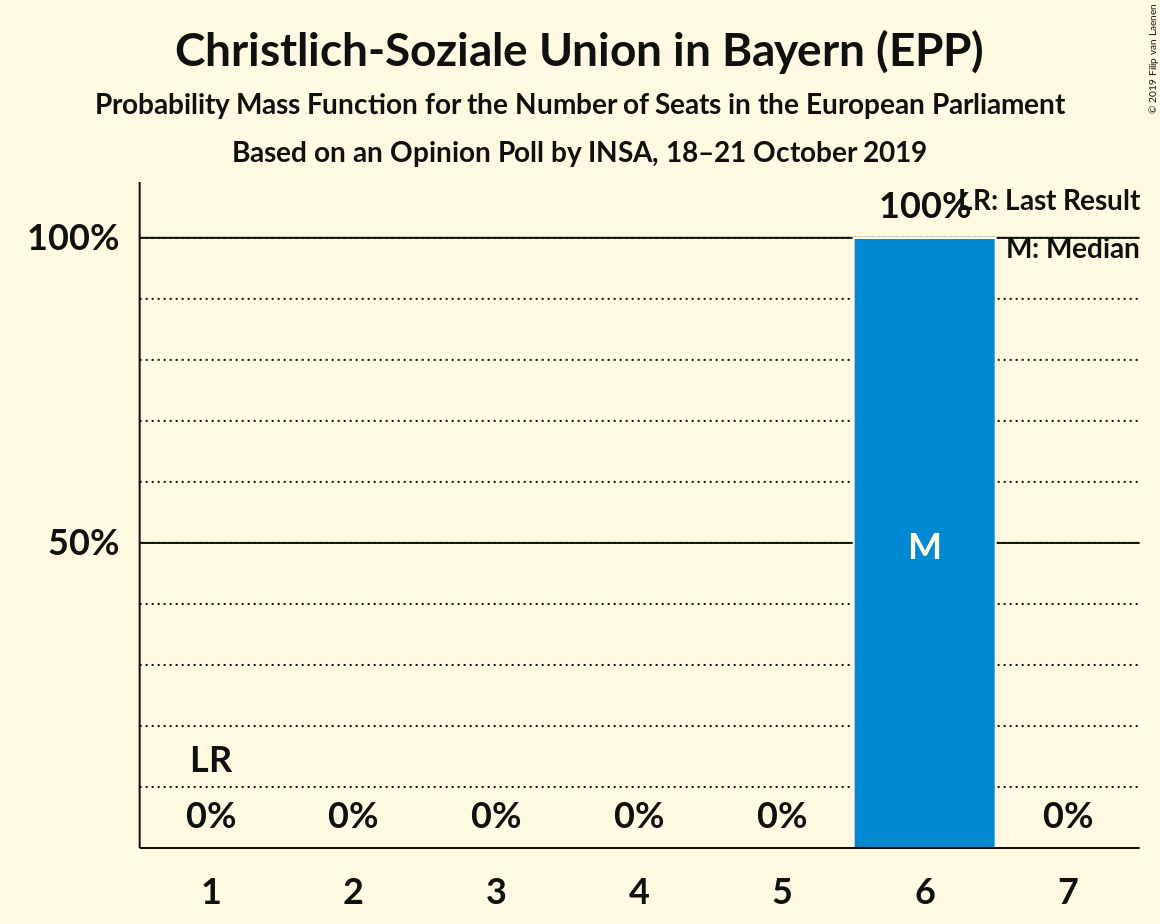 Christlich-Soziale Union in Bayern (EPP)
Probability Mass Function for the Number of Seats in the European Parliament
Based on an Opinion Poll by INSA, 18–21 October 2019
© 2019 Filip van Laenen
LR: Last Result
M: Median
100%
100%
50%
M
LR
0%
0%
0%
0%
0%
0%
1
2
3
4
5
6
7